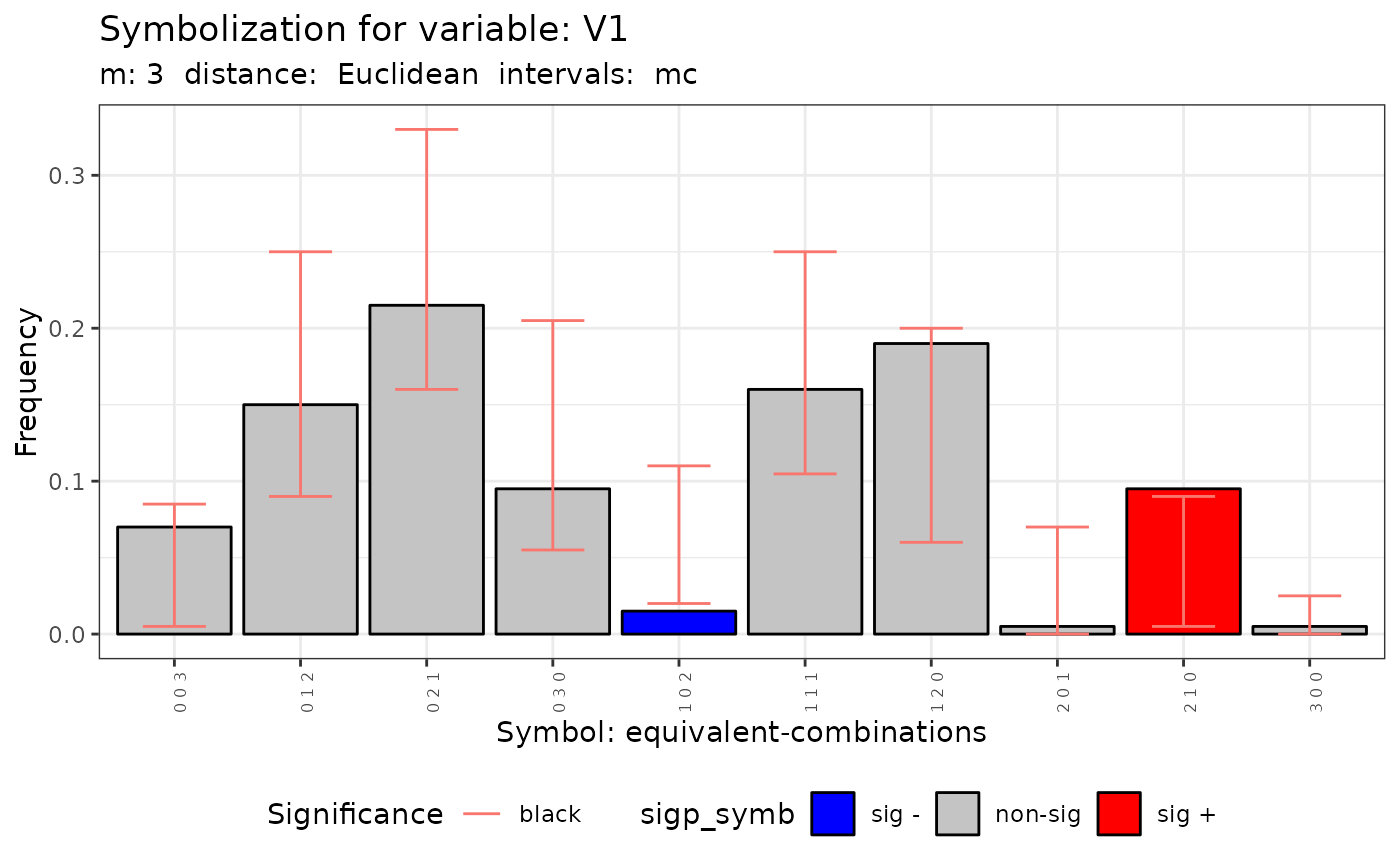 Symbolization for variable: V1
m: 3  distance:  Euclidean  intervals:  mc
Frequency
0.3
0.2
0.1
0.0
0 0 3
0 1 2
0 2 1
0 3 0
1 0 2
1 1 1
1 2 0
2 0 1
2 1 0
3 0 0
Symbol: equivalent-combinations
Significance  black  sigp_symb  sig -  non-sig  sig +